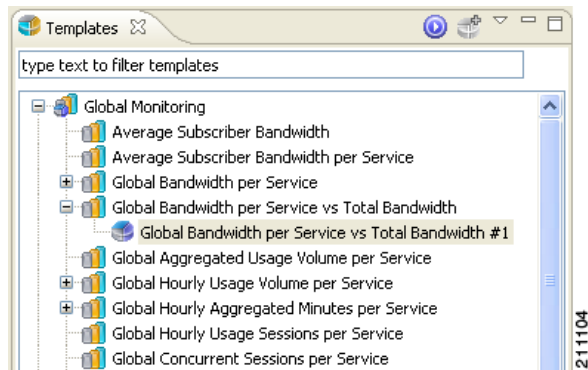 Templates
type text to filter templates
Global Monitoring
Average Subscriber Bandwidth
Average Subscriber Bandwidth per Service
Global Bandwidth per Service
Global Bandwidth per Service vs Total Bandwidth
Global Bandwidth per Service vs Total Bandwidth #1
Global Aggregated Usage Volume per Service
Global Hourly Usage Volume per Service
Global Hourly Aggregated Minutes per Service
Global Hourly Usage Sessions per Service
Global Concurrent Sessions per Service
211104